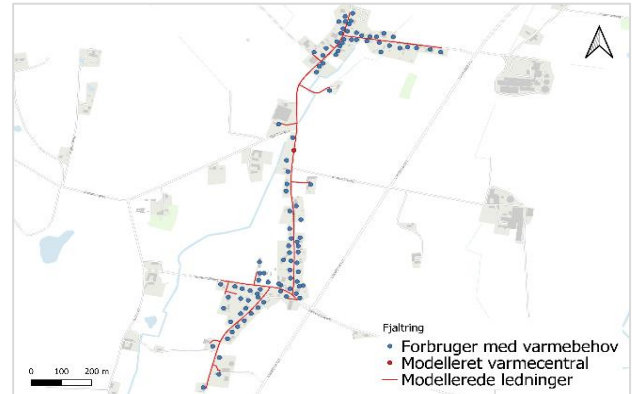 Fjaltring
Forbruger med varmebehov
Modelleret varmecentral
Modellerede ledninger
0 100 200 m